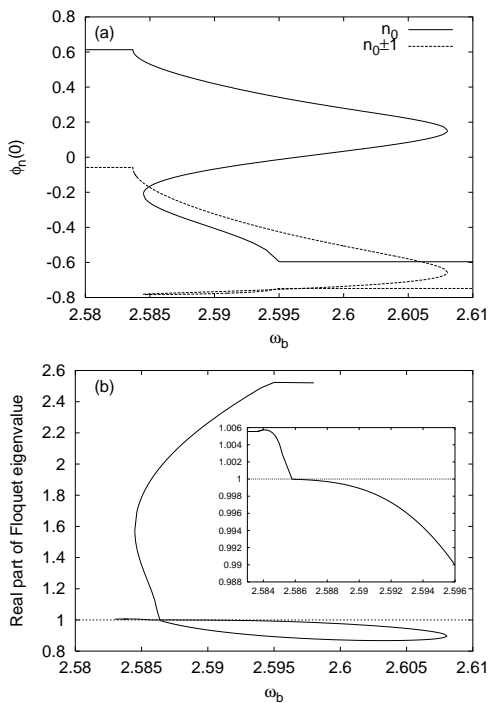 (a)
n0
n0±1
0.8
0.6
0.4
0.2
0
-0.2
-0.4
-0.6
-0.8
ϕn(0)
2.58 2.585 2.59 2.595 2.6 2.605 2.61
ωb
(b)
2.6
2.4
2.2
2
1.8
1.6
1.4
1.2
1
0.8
Real part of Floquet eigenvalue
1.006
1.004
1.002
1
0.998
0.996
0.994
0.992
0.99
0.988
2.584 2.586 2.588 2.59 2.592 2.594 2.596
2.58 2.585 2.59 2.595 2.6 2.605 2.61
ωb